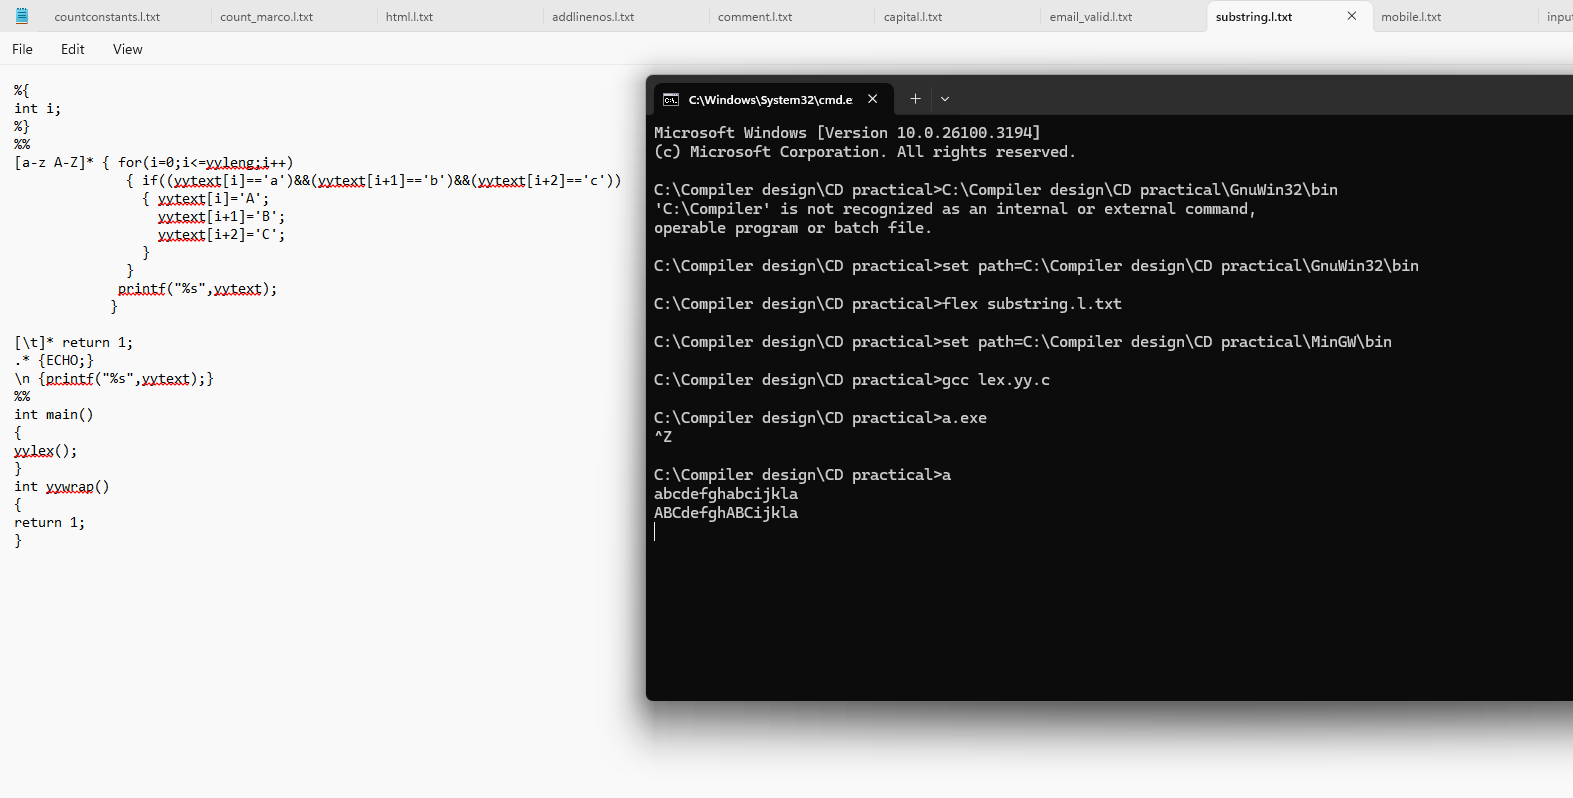 countconstants.l.txt count_marco.l.txt html.l.txt addlinenos.l.txt comment.l.txt capital.l.txt email_valid.l.txt substring.l.txt mobile.l.txt
File Edit View
%{
int i;
%}
%%
[a-z A-Z]* { for(i=0;i<=yyleng;i++)
{ if((yytext[i]=='a')&&(yytext[i+1]=='b')&&(yytext[i+2]=='c'))
{ yytext[i]='A';
yytext[i+1]='B';
yytext[i+2]='C';
}
}
printf("%s",yytext);
}
[\t]* return 1;
.* {ECHO;}
\n {printf("%s",yytext);}
%%
int main()
{
yylex();
}
int yywrap()
{
return 1;
}
C:\Windows\System32\cmd.e
Microsoft Windows [Version 10.0.26100.3194]
(c) Microsoft Corporation. All rights reserved.
C:\Compiler design\CD practical>C:\Compiler design\CD practical\GnuWin32\bin
'C:\Compiler' is not recognized as an internal or external command,
operable program or batch file.
C:\Compiler design\CD practical>set path=C:\Compiler design\CD practical\GnuWin32\bin
C:\Compiler design\CD practical>flex substring.l.txt
C:\Compiler design\CD practical>set path=C:\Compiler design\CD practical\MinGW\bin
C:\Compiler design\CD practical>gcc lex.yy.c
C:\Compiler design\CD practical>a.exe
^Z
C:\Compiler design\CD practical>a
abcdefghabcijkla
ABCdefghABCijkla